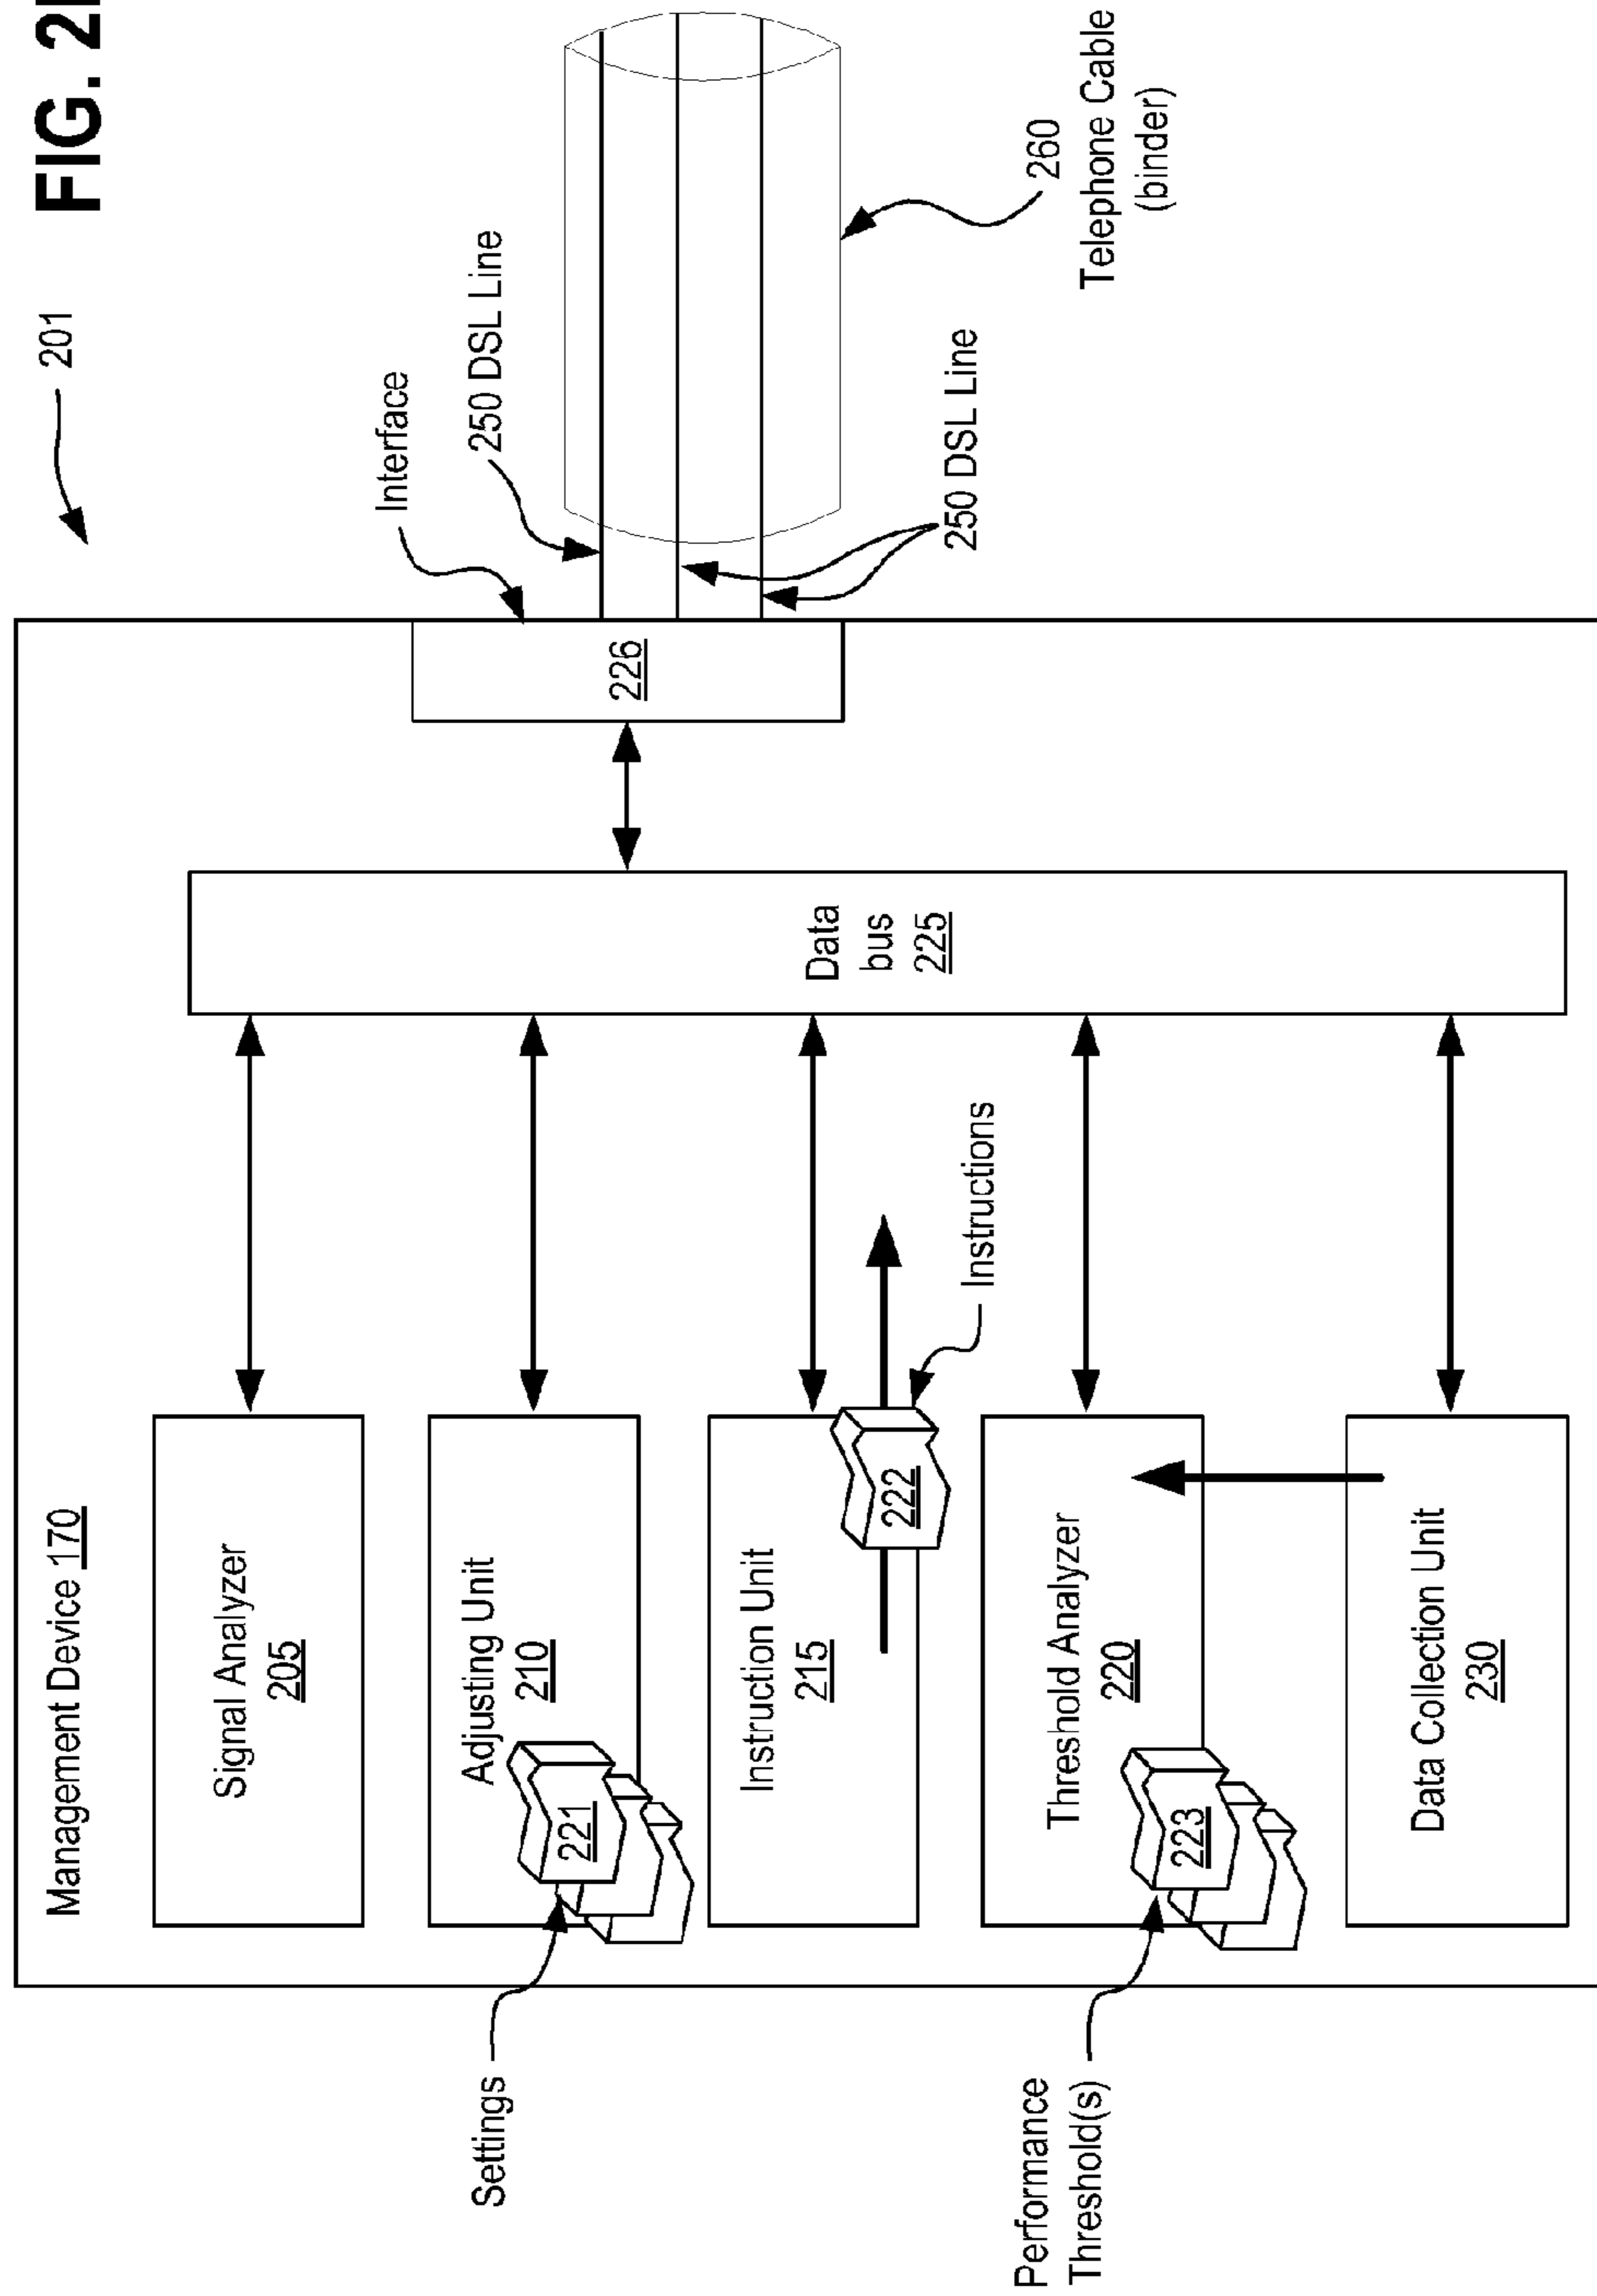 FIG. 2
201
Management Device 170
Signal Analyzer
205
Adjusting Unit
210
221
Settings
Instruction Unit
215
222
Instructions
Threshold Analyzer
220
223
Performance
Threshold(s)
Data Collection Unit
230
Data
bus
225
226
Interface
250 DSL Line
250 DSL Line
260
Telephone Cable
(binder)